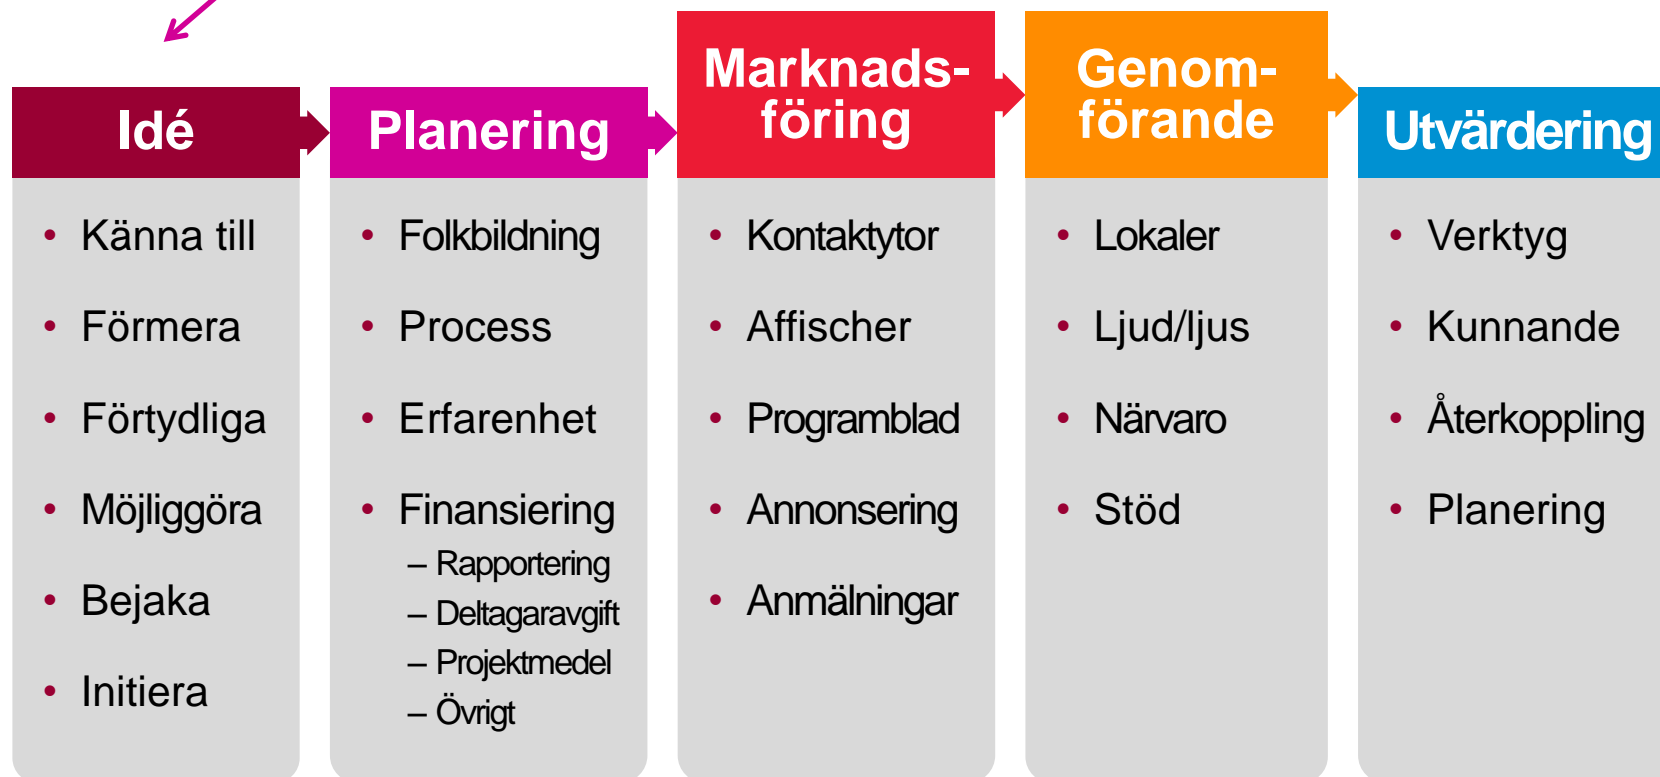 Idé
• Känna till
• Förmera
• Förtydliga
• Möjliggöra
• Bejaka
• Initiera
Planering
• Folkbildning
• Process
• Erfarenhet
• Finansiering
– Rapportering
– Deltagaravgift
– Projektmedel
– Övrigt
Marknads-
föring
• Kontaktytor
• Affischer
• Programblad
• Annonsering
• Anmälningar
Genom-
förande
• Lokaler
• Ljud/ljus
• Närvaro
• Stöd
Utvärdering
• Verktyg
• Kunnande
• Återkoppling
• Planering